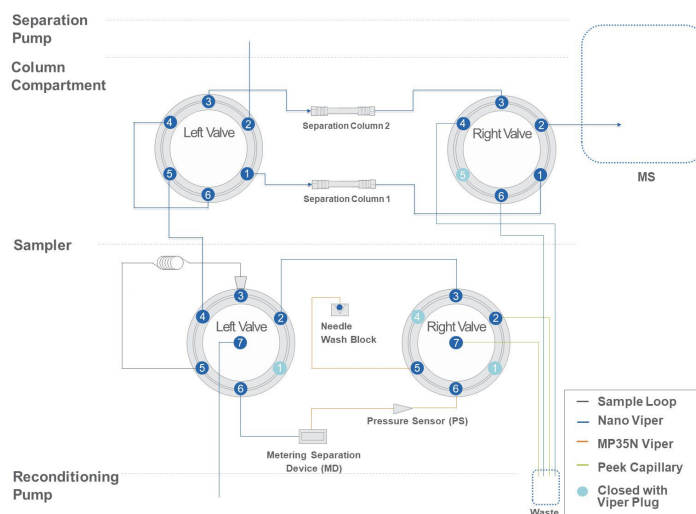 Separation
Pump
Column
Compartment
3
4
2
Left Valve
5
1
6
Separation Column 2
Separation Column 1
3
4
2
Right Valve
5
1
6
MS
Sampler
3
4
2
Left Valve
7
5
1
6
Needle
Wash Block
3
4
2
Right Valve
7
5
1
6
Pressure Sensor (PS)
Metering Separation
Device (MD)
Reconditioning
Pump
Waste
Sample Loop
Nano Viper
MP35N Viper
Peek Capillary
Closed with
Viper Plug